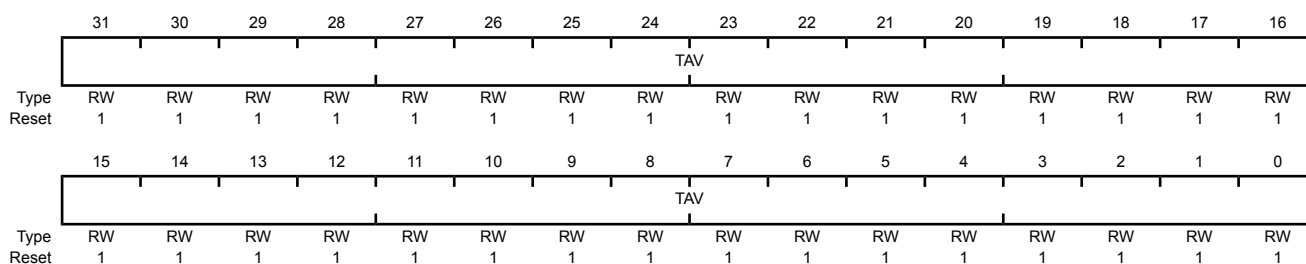 31 30 29 28 27 26 25 24 23 22 21 20 19 18 17 16
TAV
Type RW RW RW RW RW RW RW RW RW RW RW RW RW RW RW RW
Reset 1 1 1 1 1 1 1 1 1 1 1 1 1 1 1 1
15 14 13 12 11 10 9 8 7 6 5 4 3 2 1 0
TAV
Type RW RW RW RW RW RW RW RW RW RW RW RW RW RW RW RW
Reset 1 1 1 1 1 1 1 1 1 1 1 1 1 1 1 1